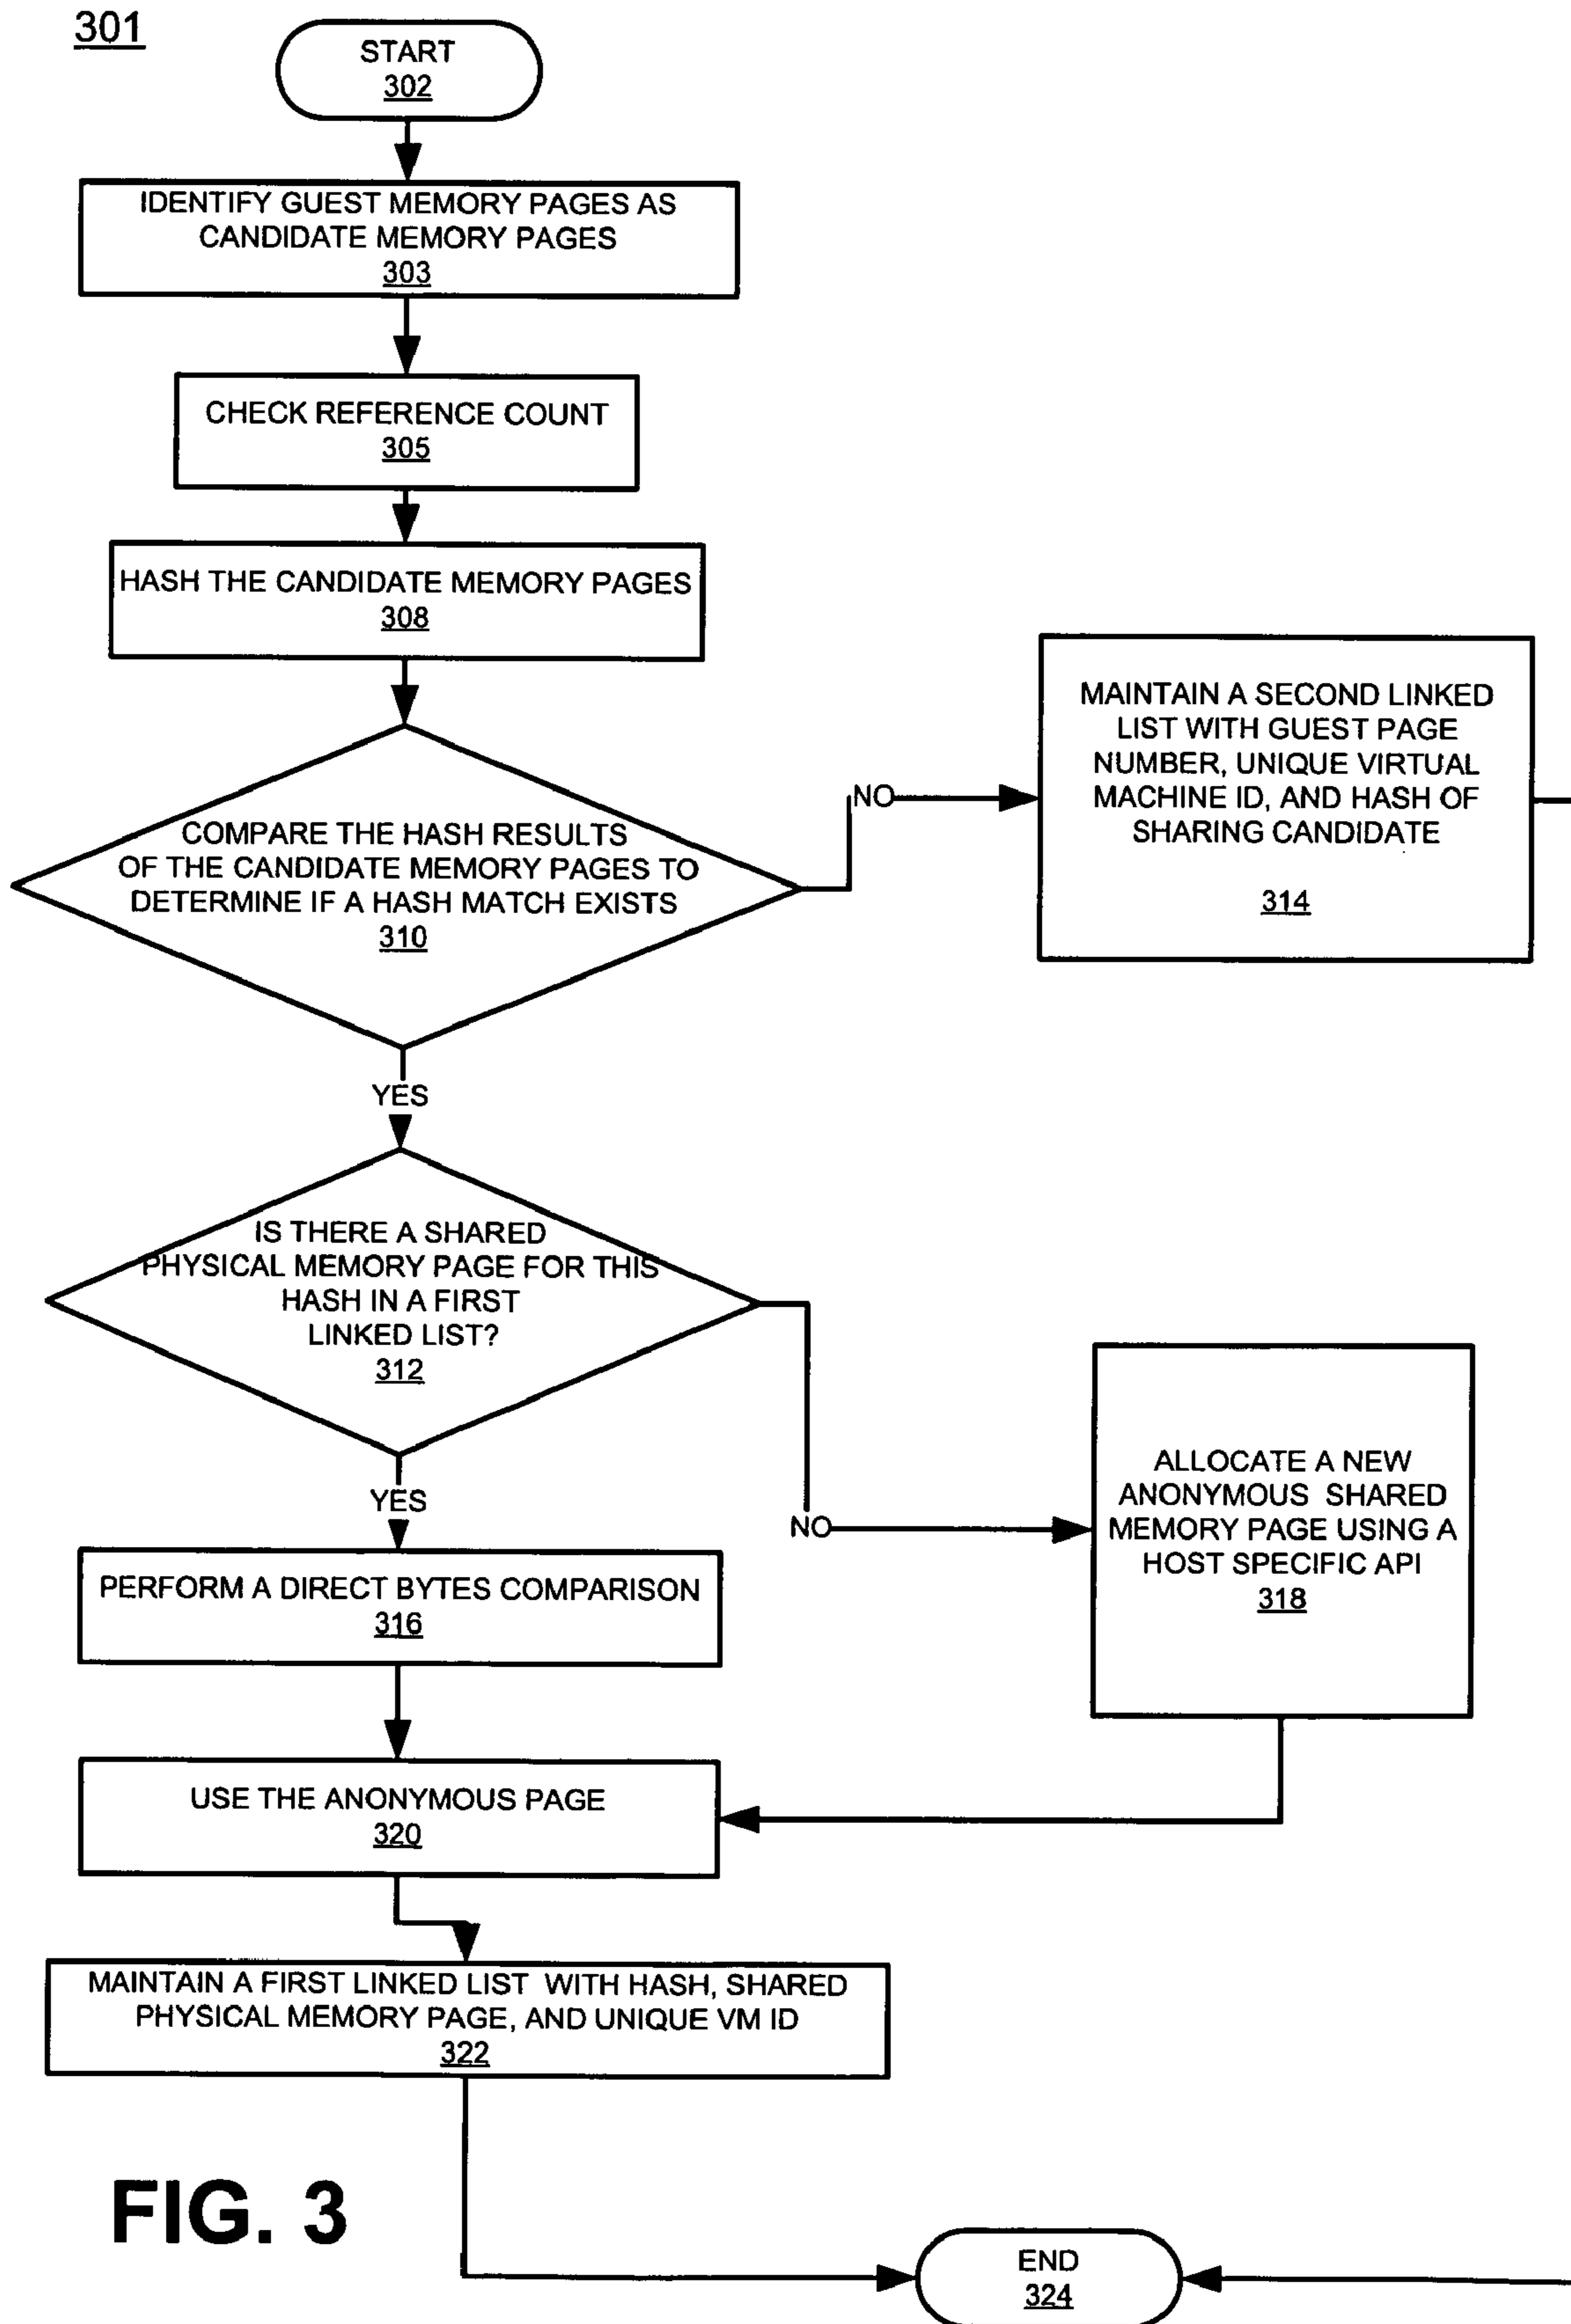 301
START
302
IDENTIFY GUEST MEMORY PAGES AS
CANDIDATE MEMORY PAGES
303
CHECK REFERENCE COUNT
305
HASH THE CANDIDATE MEMORY PAGES
308
COMPARE THE HASH RESULTS
OF THE CANDIDATE MEMORY PAGES TO
DETERMINE IF A HASH MATCH EXISTS
310
NO
MAINTAIN A SECOND LINKED
LIST WITH GUEST PAGE
NUMBER, UNIQUE VIRTUAL
MACHINE ID, AND HASH OF
SHARING CANDIDATE
314
YES
IS THERE A SHARED
PHYSICAL MEMORY PAGE FOR THIS
HASH IN A FIRST
LINKED LIST?
312
NO
ALLOCATE A NEW
ANONYMOUS SHARED
MEMORY PAGE USING A
HOST SPECIFIC API
318
YES
PERFORM A DIRECT BYTES COMPARISON
316
USE THE ANONYMOUS PAGE
320
MAINTAIN A FIRST LINKED LIST WITH HASH, SHARED
PHYSICAL MEMORY PAGE, AND UNIQUE VM ID
322
FIG. 3
END
324